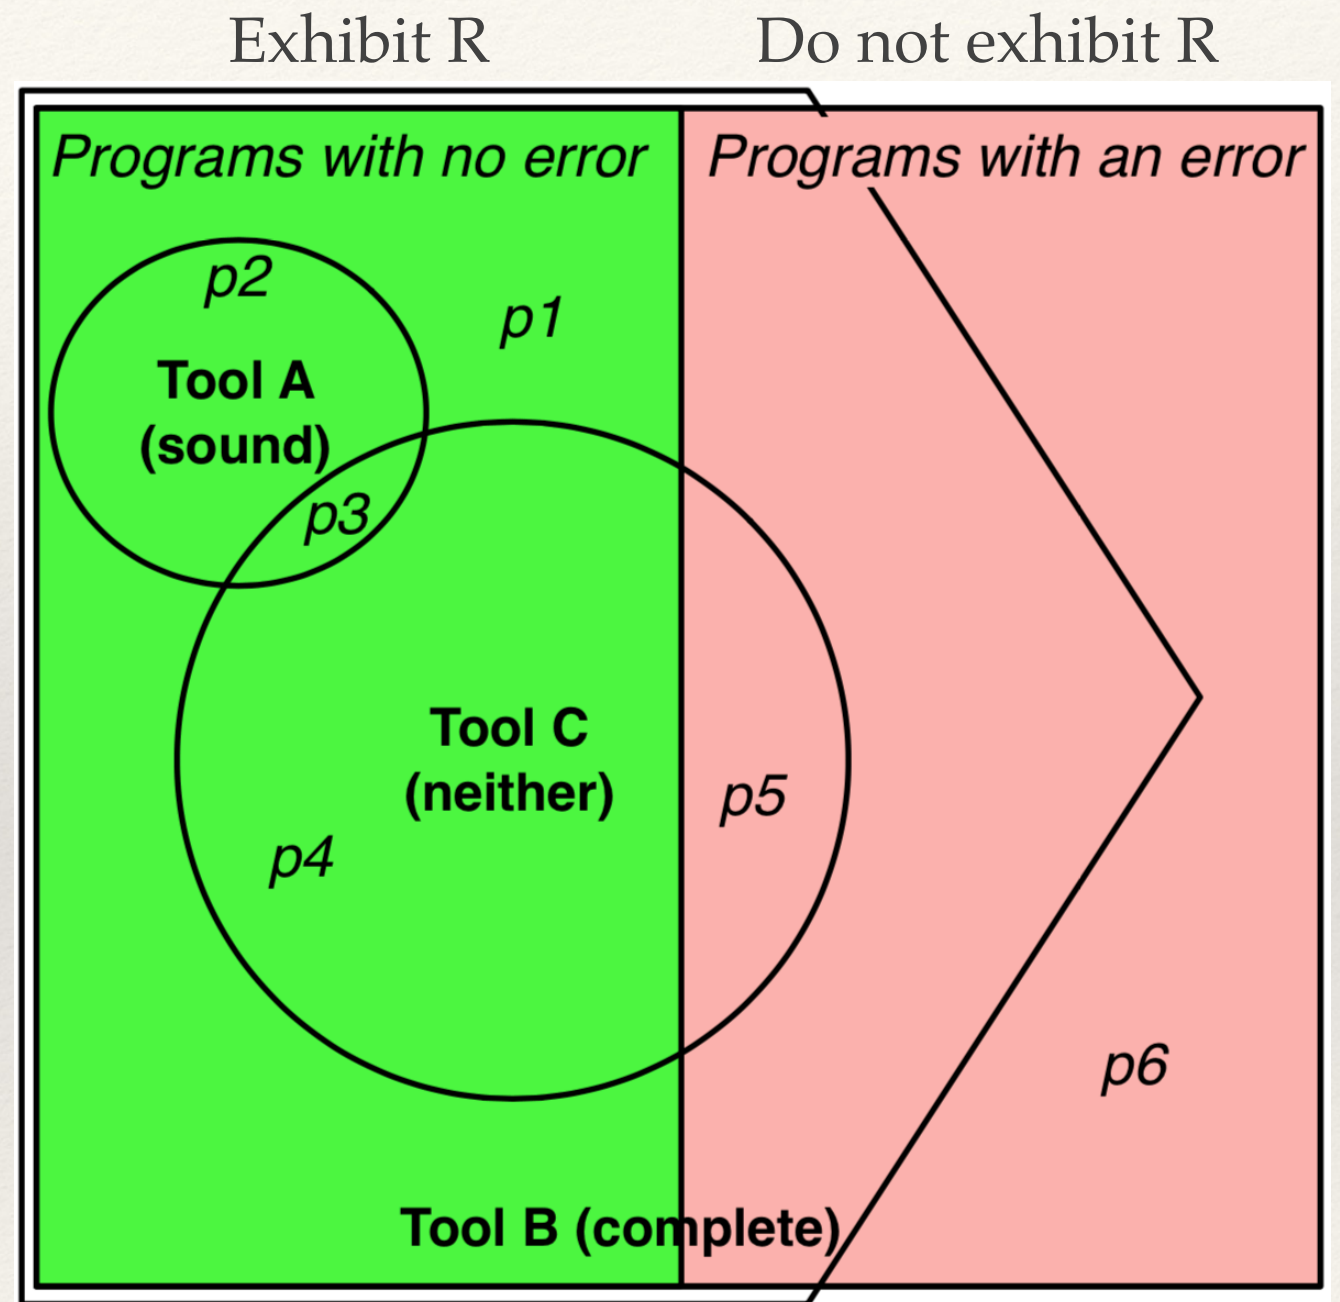 Exhibit R
Do not exhibit R
Programs with no error
Programs with an error
p2
p1
Tool A
(sound)
p3
Tool C
(neither)
p5
p4
p6
Tool B (complete)